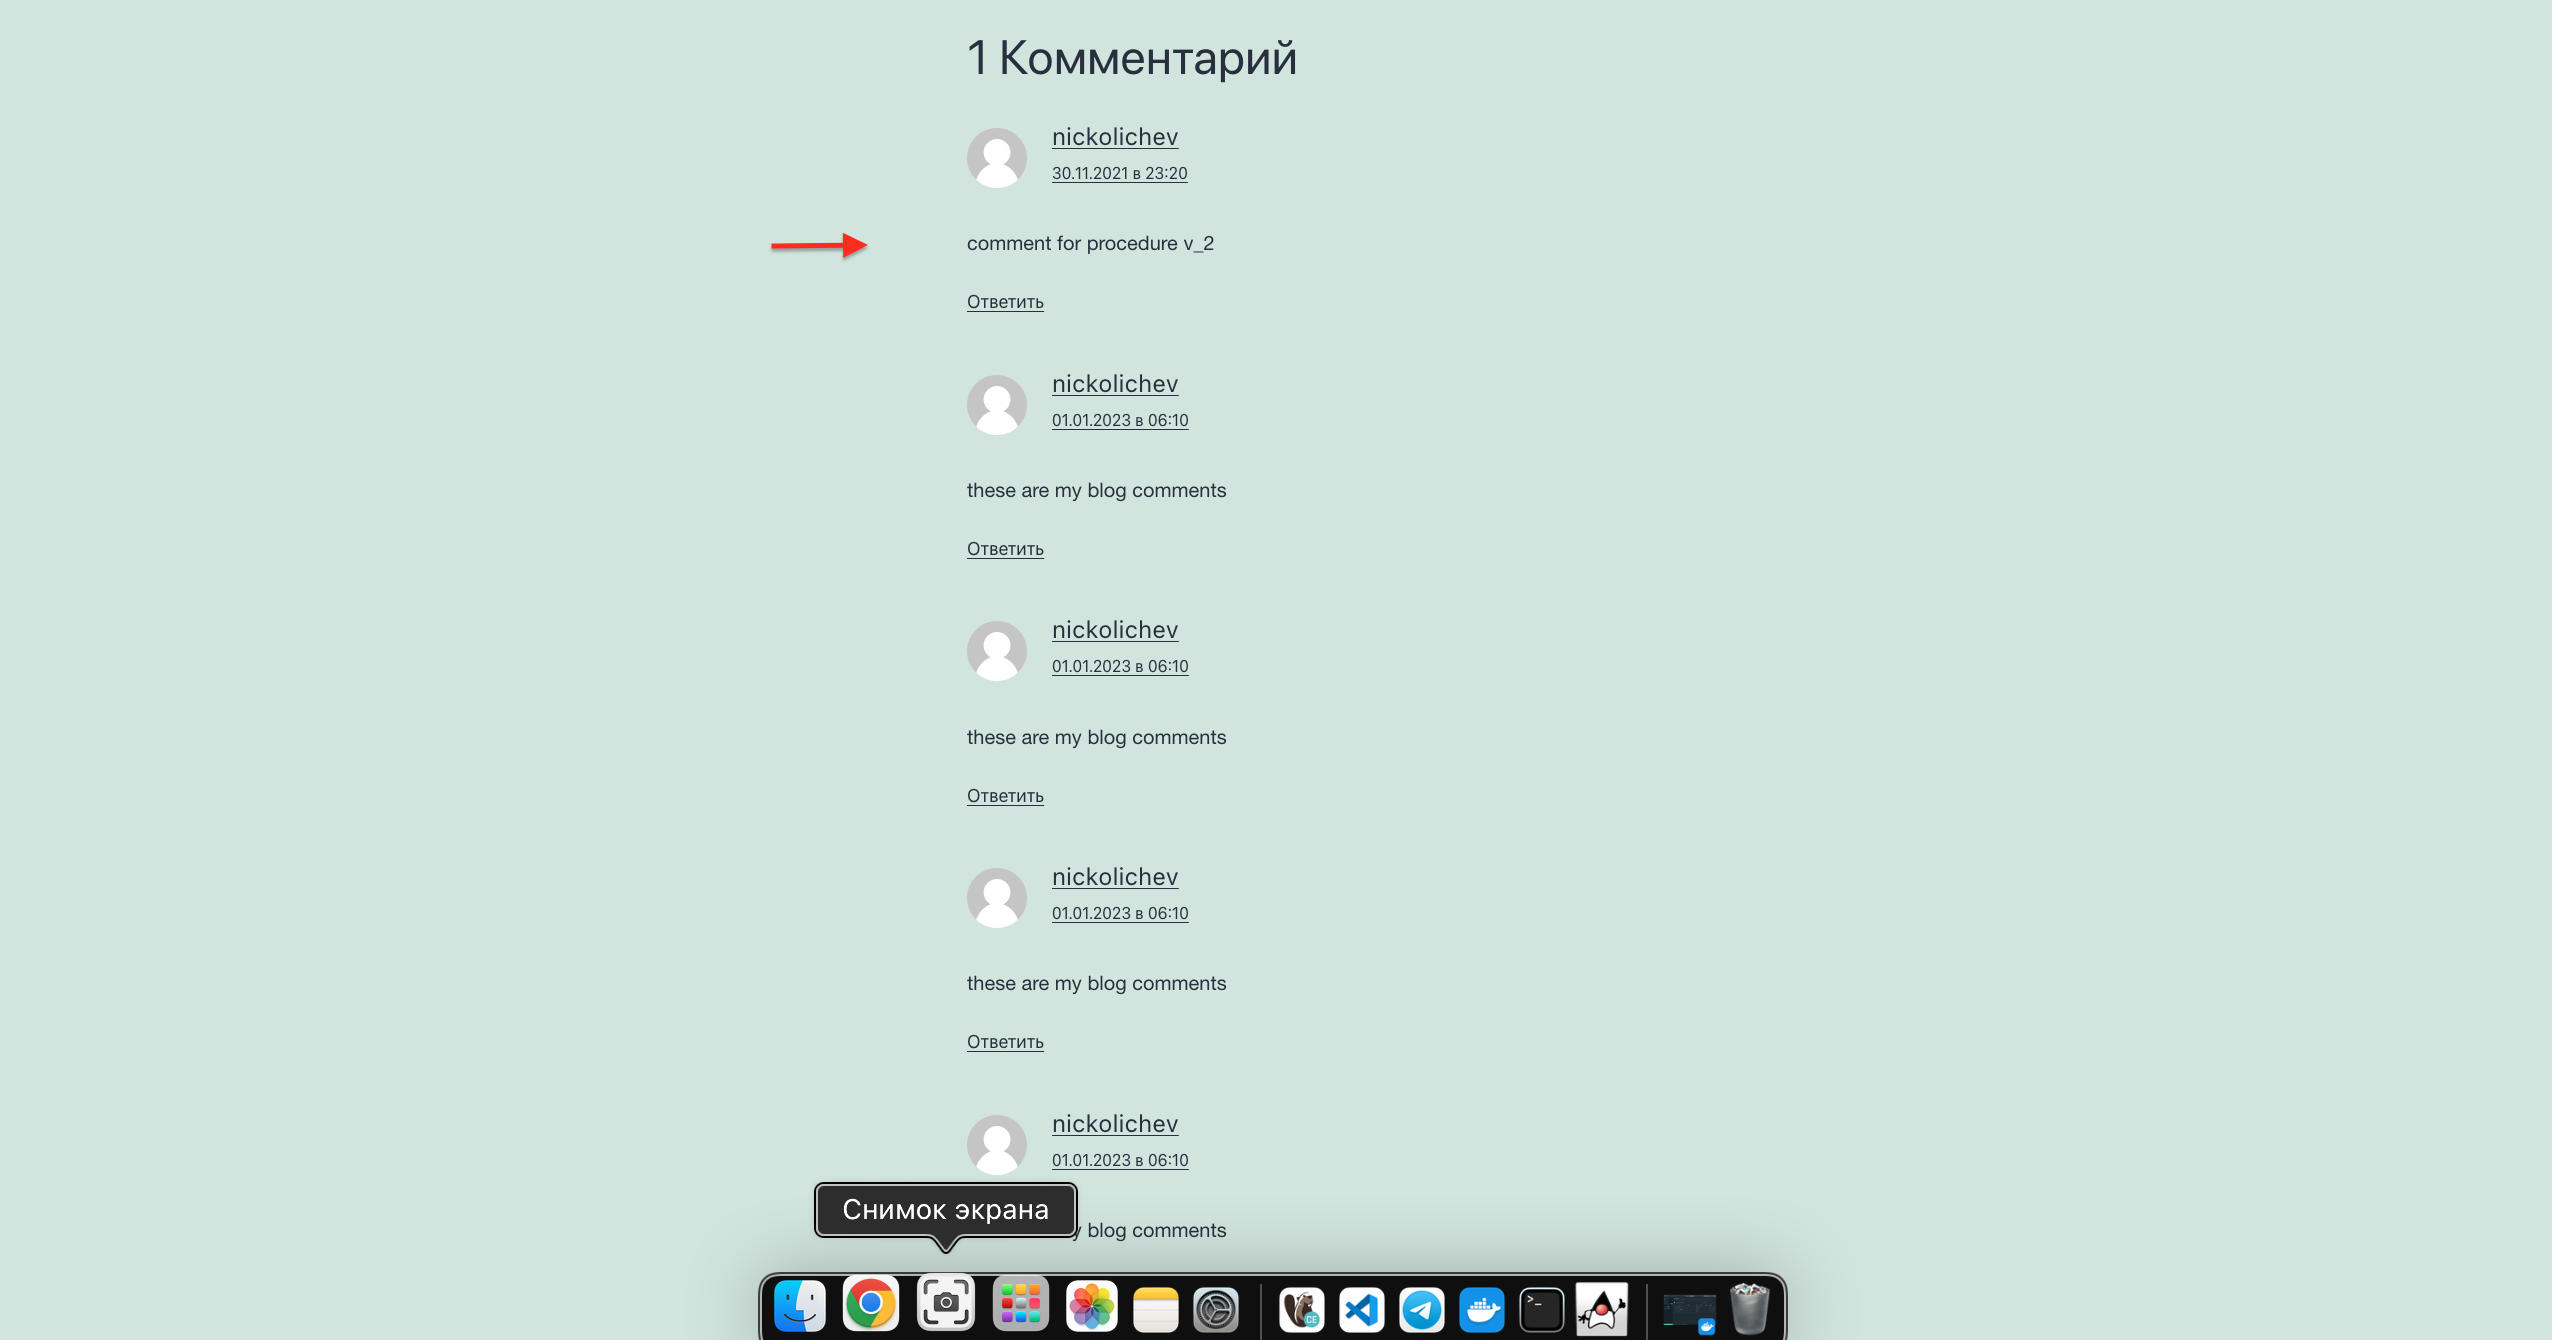 1 Комментарий
nickolichev
30.11.2021 в 23:20
comment for procedure v_2
Ответить
nickolichev
01.01.2023 в 06:10
these are my blog comments
Ответить
nickolichev
01.01.2023 в 06:10
these are my blog comments
Ответить
nickolichev
01.01.2023 в 06:10
these are my blog comments
Ответить
nickolichev
01.01.2023 в 06:10
Снимок экрана
blog comments
CE